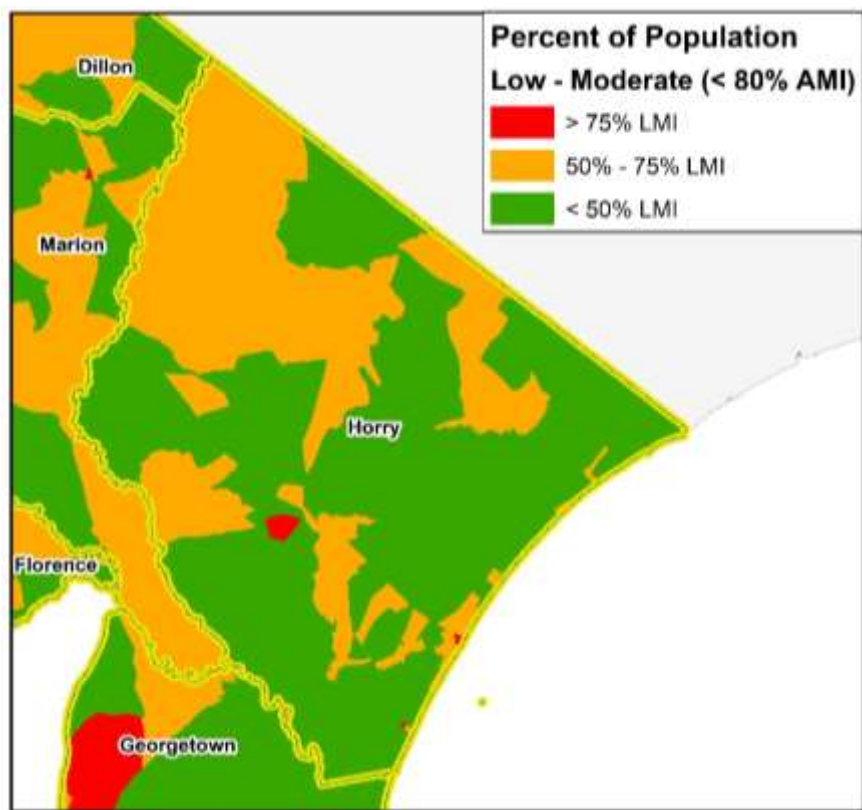 Percent of Population
Low - Moderate (< 80% AMI)
> 75% LMI
50% - 75% LMI
< 50% LMI
Dillon
Marion
Horry
Florence
Georgetown